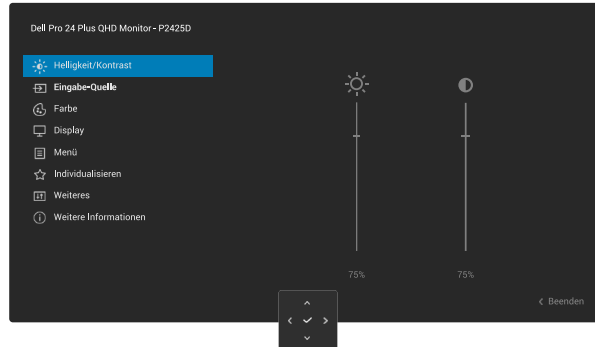 Dell Pro 24 Plus QHD Monitor - P2425D
Helligkeit/Kontrast
Eingabe-Quelle
Farbe
Display
Menü
Individualisieren
Weiteres
Weitere Informationen
75% 75%
Beenden